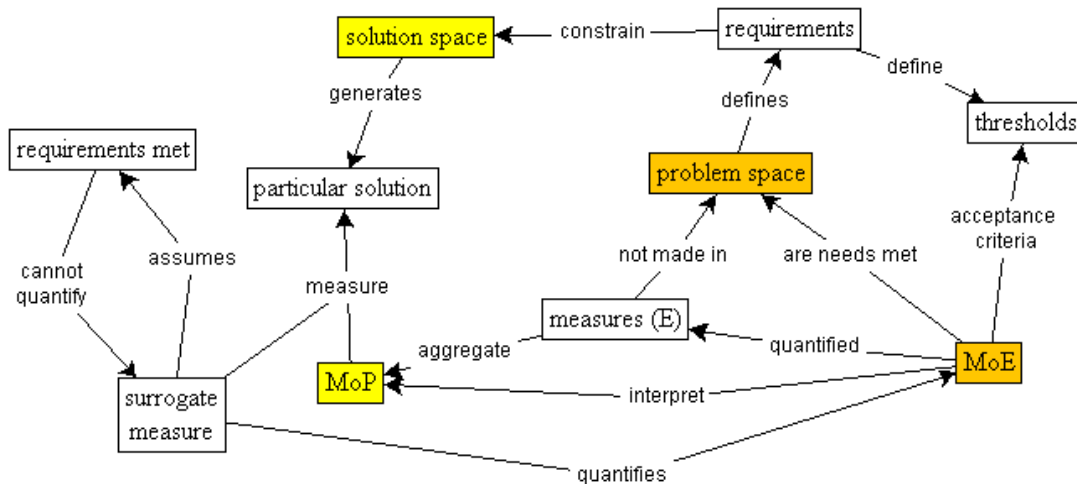 solution space
constrain
requirements
define
generates
defines
thresholds
requirements met
particular solution
problem space
acceptance
criteria
not made in
are needs met
cannot
quantify
assumes
measure
measures (E)
aggregate
quantified
MoP
MoE
interpret
surrogate
measure
quantifies